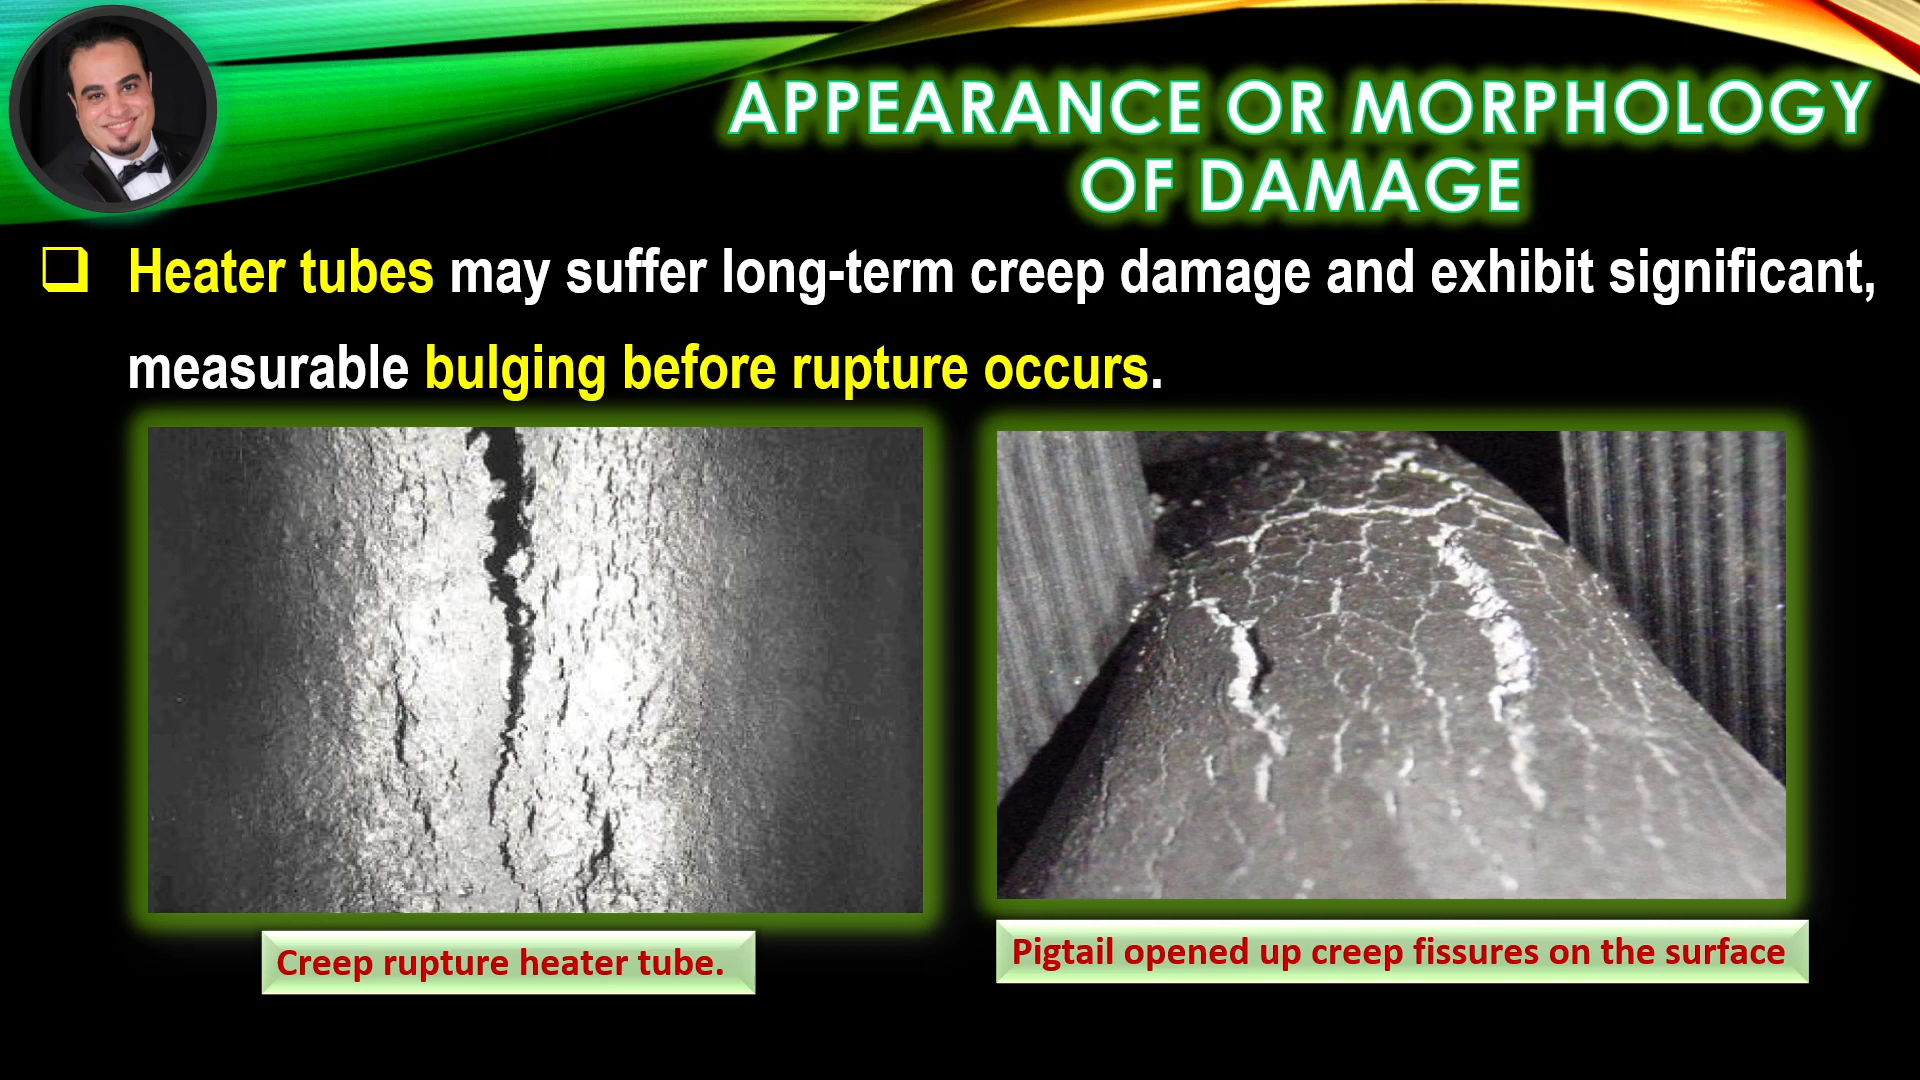 APPEARANCE OR MORPHOLOGY
OF DAMAGE
Heater tubes may suffer long-term creep damage and exhibit significant,
measurable bulging before rupture occurs.
Creep rupture heater tube.
Pigtail opened up creep fissures on the surface